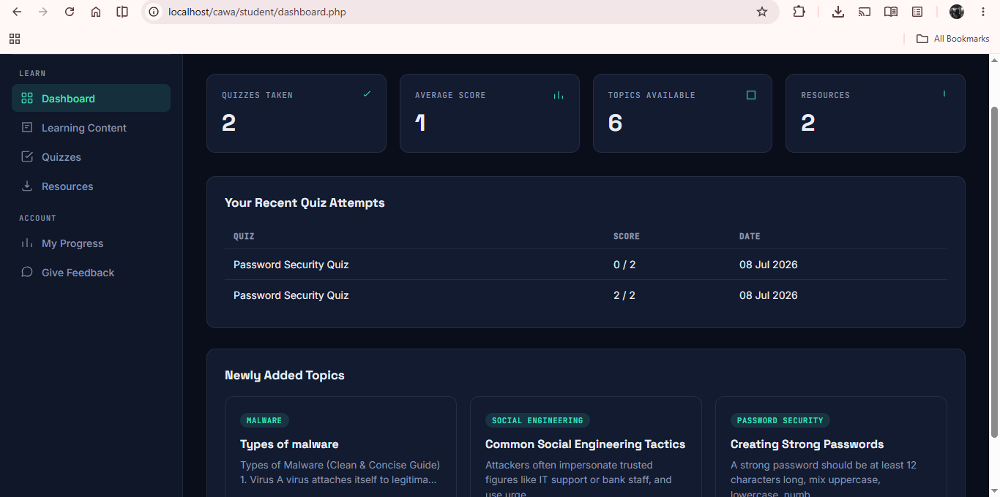 localhost/cawa/student/dashboard.php
All Bookmarks
LEARN
Dashboard
Learning Content
Quizzes
Resources
ACCOUNT
My Progress
Give Feedback
QUIZZES TAKEN
2
AVERAGE SCORE
1
TOPICS AVAILABLE
6
RESOURCES
2
Your Recent Quiz Attempts
QUIZ SCORE DATE
Password Security Quiz 0 / 2 08 Jul 2026
Password Security Quiz 2 / 2 08 Jul 2026
Newly Added Topics
MALWARE
Types of malware
Types of Malware (Clean & Concise Guide)
1. Virus A virus attaches itself to legitima...
SOCIAL ENGINEERING
Common Social Engineering Tactics
Attackers often impersonate trusted
figures like IT support or bank staff, and
use urge
PASSWORD SECURITY
Creating Strong Passwords
A strong password should be at least 12
characters long, mix uppercase,
lowercase, numb